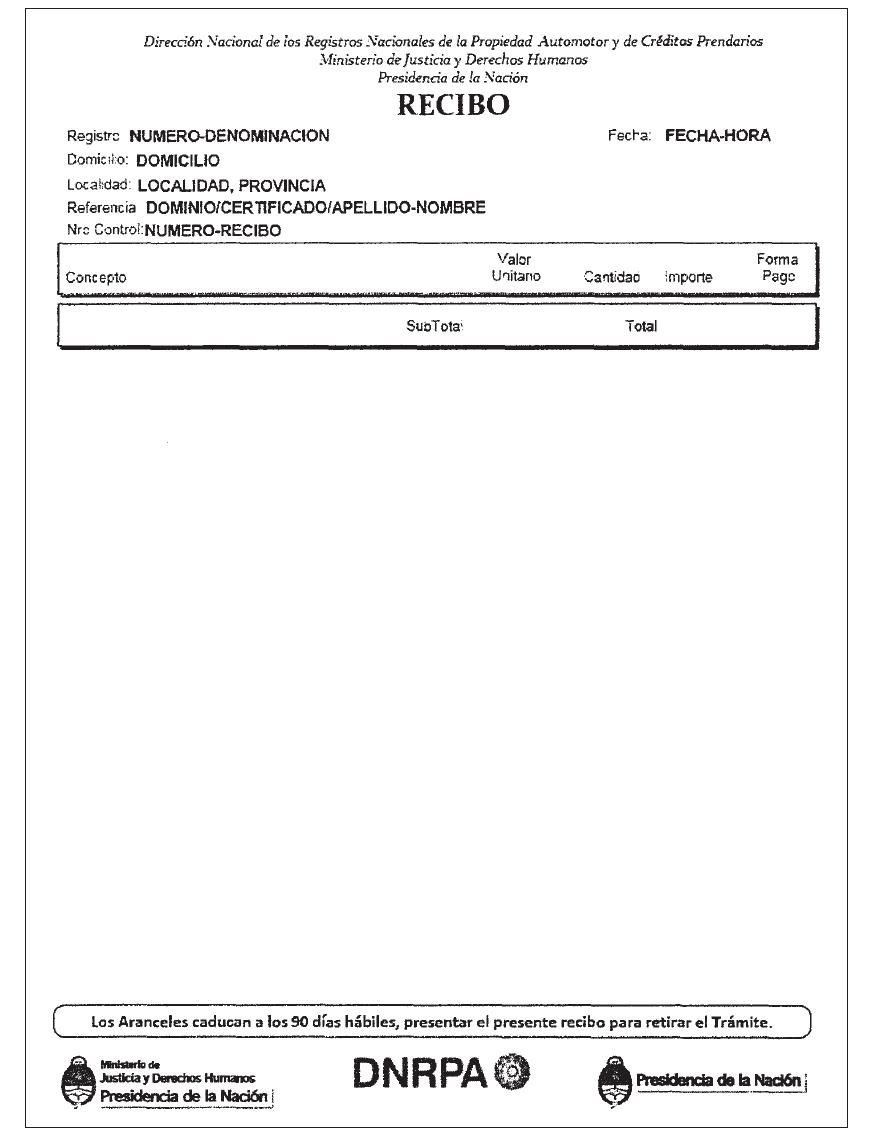 Dirección Nacional de los Registros Nacionales de la Propiedad Automotor y de Créditos Prendarios
Ministerio de Justicia y Derechos Humanos
Presidencia de la Nación
RECIBO
Registro NUMERO-DENOMINACION Fecha: FECHA-HORA
Domicilio: DOMICILIO
Localidad: LOCALIDAD, PROVINCIA
Referencia DOMINIO/CERTIFICADO/APELLIDO-NOMBRE
Nro Control: NUMERO-RECIBO
Valor Forma
Concepto Unitario Cantidad Importe Pago
SubTotal Total
Los Aranceles caducan a los 90 días hábiles, presentar el presente recibo para retirar el Trámite.
Ministerio de
Justicia y Derechos Humanos
Presidencia de la Nación
DNRPA
Presidencia de la Nación